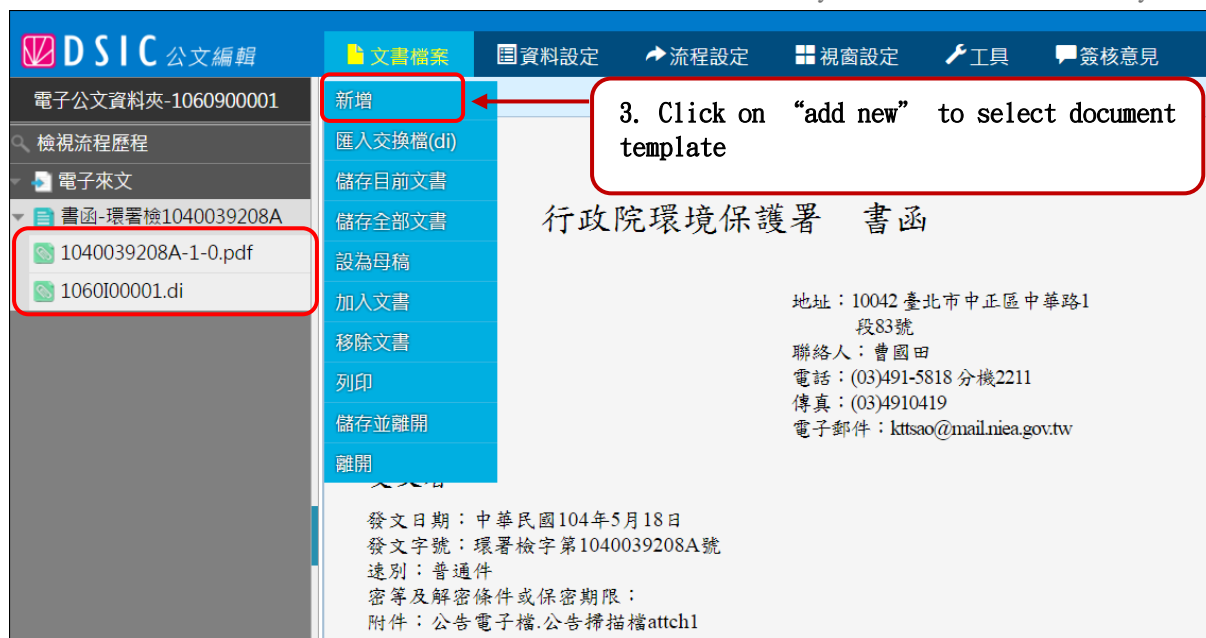 DSIC 公文編輯
文書檔案 資料設定 流程設定 視窗設定 工具 簽核意見
電子公文資料夾-1060900001
檢視流程歷程
電子來文
書函-環署檢1040039208A
1040039208A-1-0.pdf
1060I00001.di
新增
匯入交換檔(di)
儲存目前文書
儲存全部文書
設為母稿
加入文書
移除文書
列印
儲存並離開
離開
3. Click on “add new” to select document
template
行政院環境保護署 書函
地址：10042 臺北市中正區中華路1
段83號
聯絡人：曹國田
電話：(03)491-5818 分機2211
傳真：(03)4910419
電子郵件：kttsao@mail.niea.gov.tw
發文日期：中華民國104年5月18日
發文字號：環署檢字第1040039208A號
速別：普通件
密等及解密條件或保密期限：
附件：公告電子檔.公告掃描檔attch1